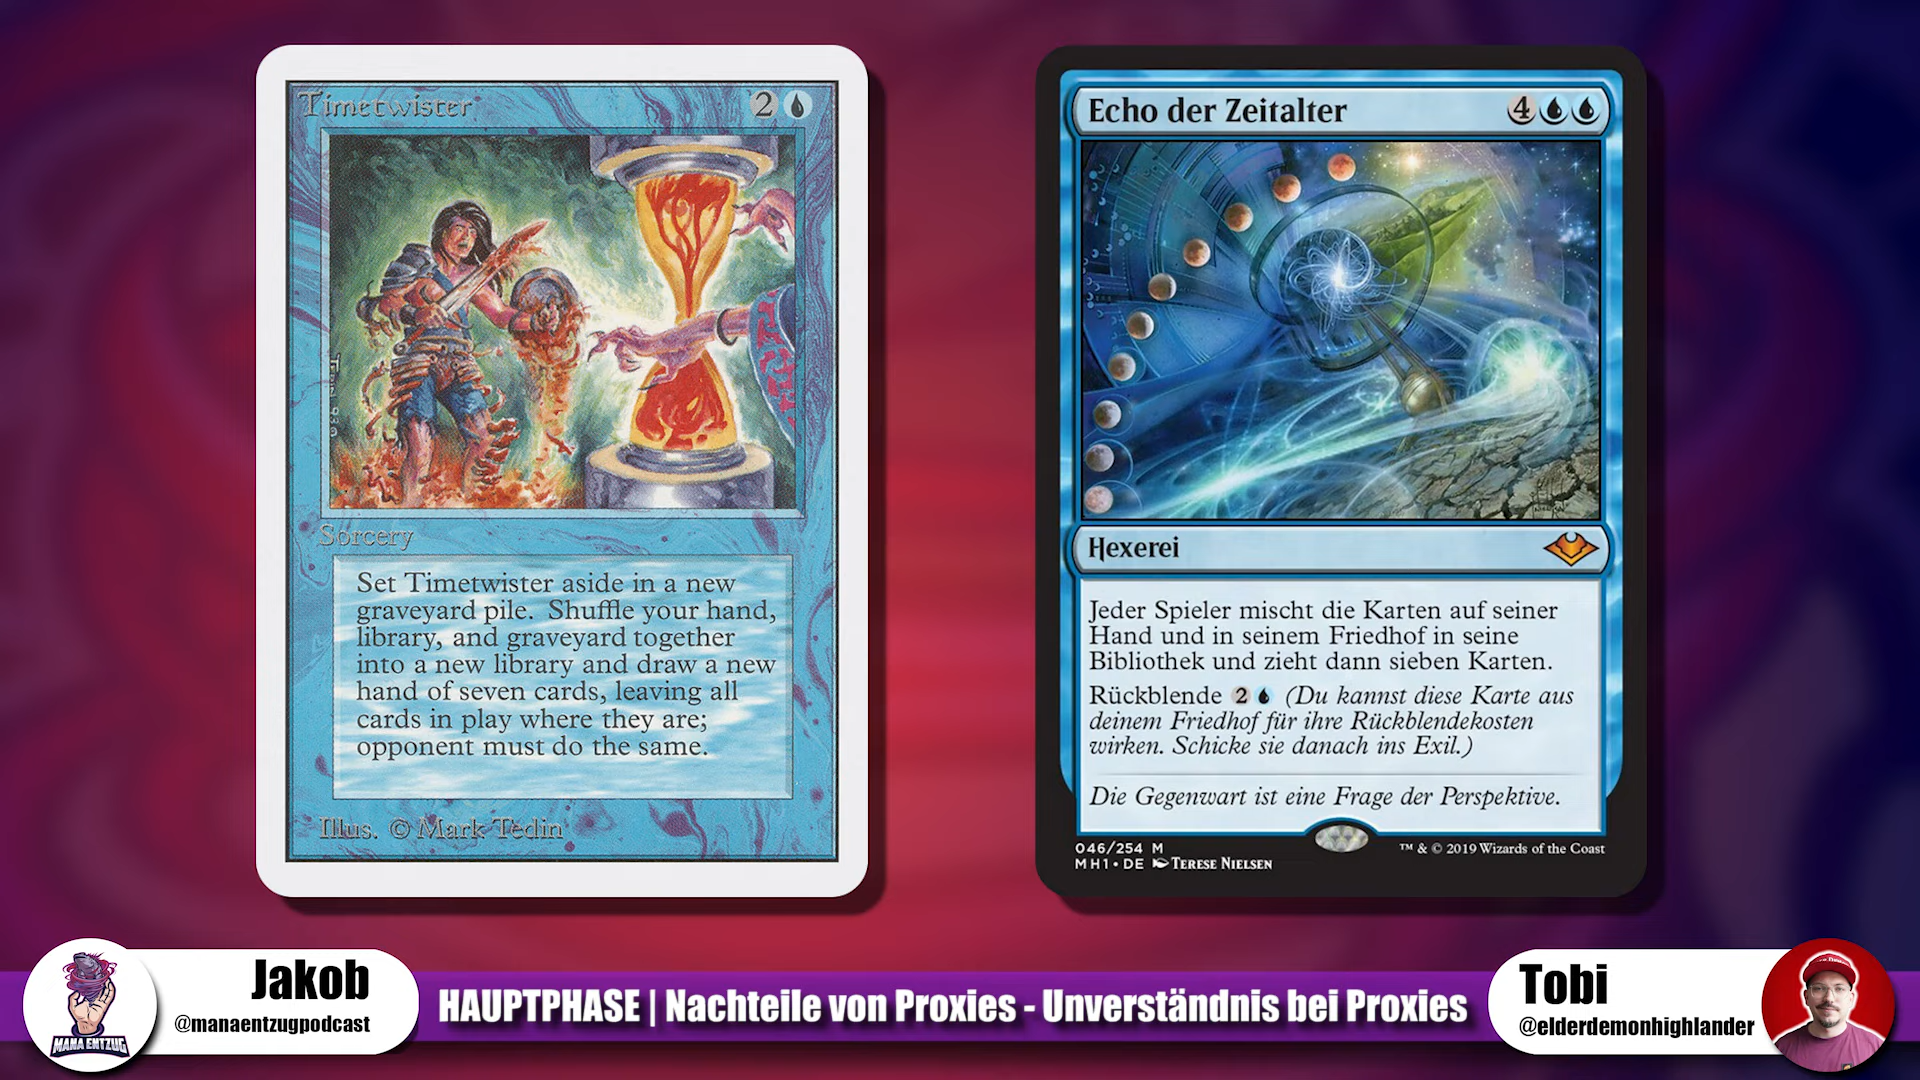 Timetwister
2
Sorcery
Set Timetwister aside in a new
graveyard pile. Shuffle your hand,
library, and graveyard together
into a new library and draw a new
hand of seven cards, leaving all
cards in play where they are;
opponent must do the same.
Illus. © Mark Tedin
Echo der Zeitalter
4
Hexerei
Jeder Spieler mischt die Karten auf seiner
Hand und in seinem Friedhof in seine
Bibliothek und zieht dann sieben Karten.
Rückblende 2 (Du kannst diese Karte aus
deinem Friedhof für ihre Rückblendekosten
wirken. Schicke sie danach ins Exil.)
Die Gegenwart ist eine Frage der Perspektive.
046/254 M
MH1 • DE TERESE NIELSEN
™ & © 2019 Wizards of the Coast
MANA ENTZUG
Jakob
@manaentzugpodcast
HAUPTPHASE | Nachteile von Proxies - Unverständnis bei Proxies
Tobi
@elderdemonhighlander